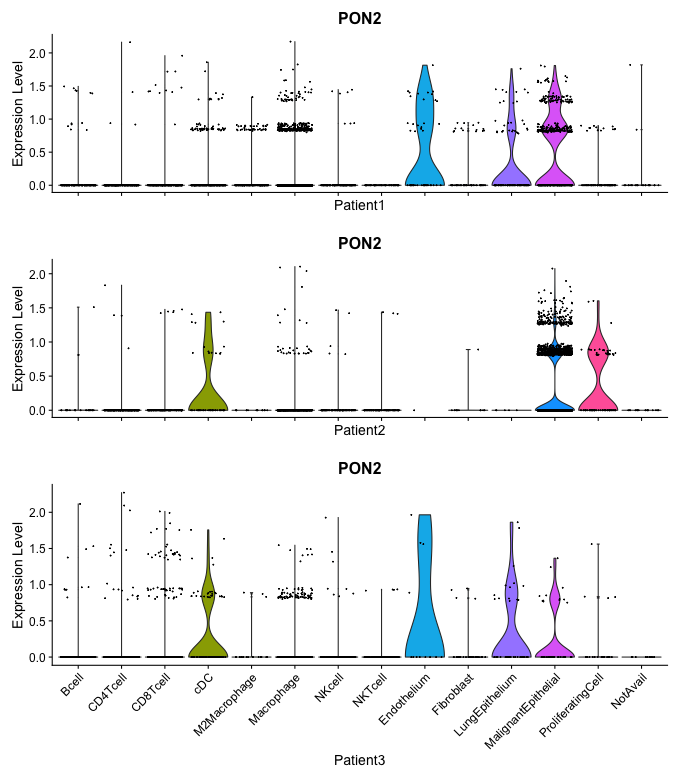 PON2
Expression Level
2.0
1.5
1.0
0.5
0.0
Patient1
PON2
Expression Level
2.0
1.5
1.0
0.5
0.0
Patient2
PON2
Expression Level
2.0
1.5
1.0
0.5
0.0
Bcell
CD4Tcell
CD8Tcell
cDC
M2Macrophage
Macrophage
NKcell
NKTcell
Endothelium
Fibroblast
LungEpithelium
MalignantEpithelial
ProliferatingCell
NotAvail
Patient3